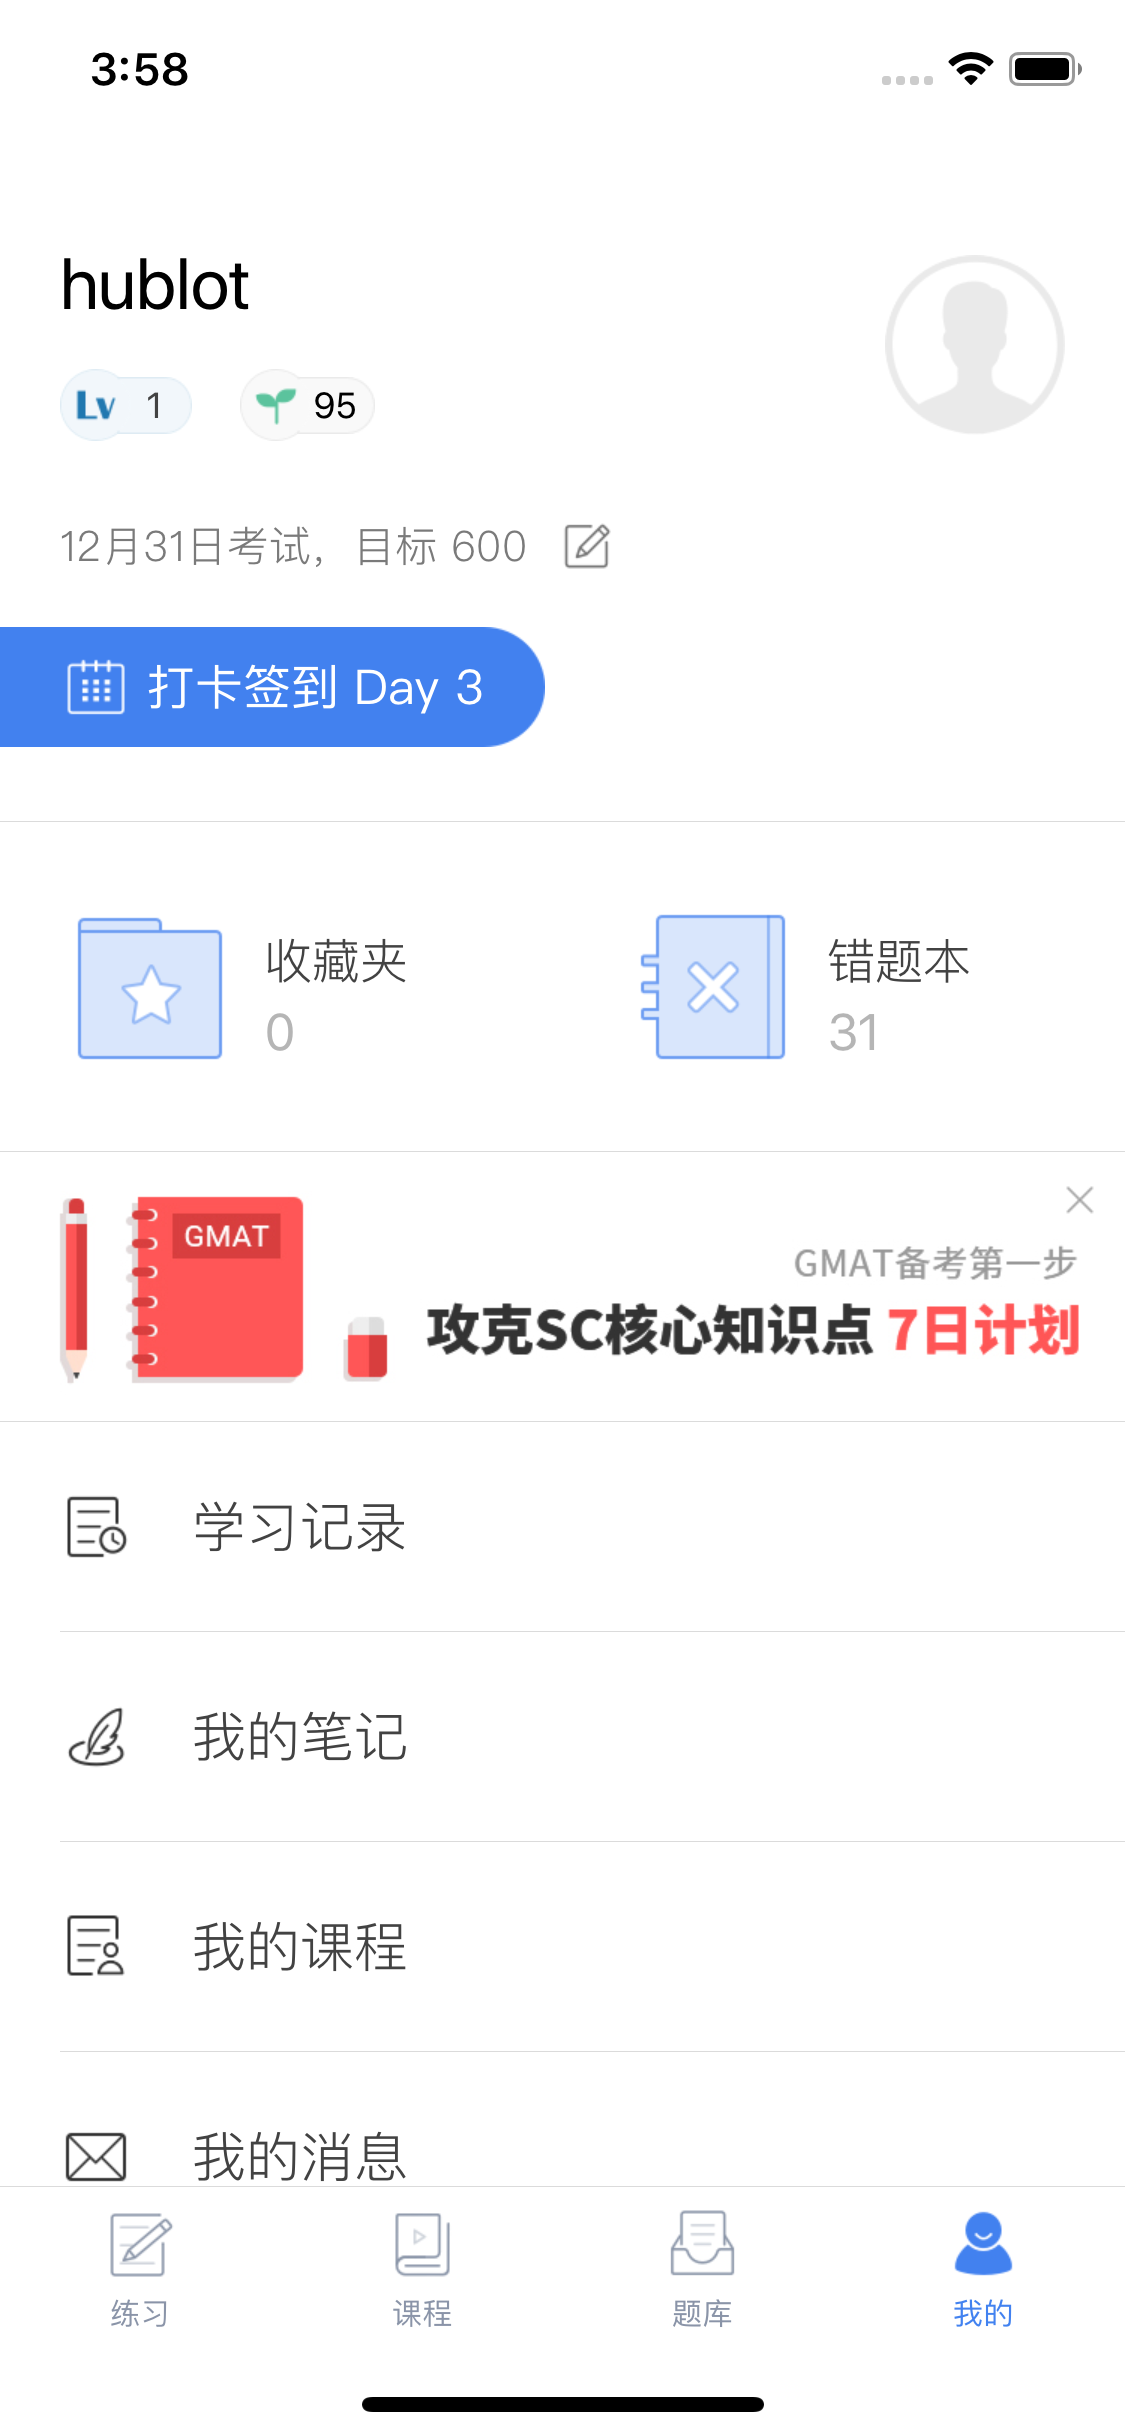 3:58
hublot
Lv 1
95
12月31日考试，目标 600
打卡签到 Day 3
收藏夹
0
错题本
31
GMAT
GMAT备考第一步
攻克SC核心知识点 7日计划
学习记录
我的笔记
我的课程
我的消息
练习
课程
题库
我的